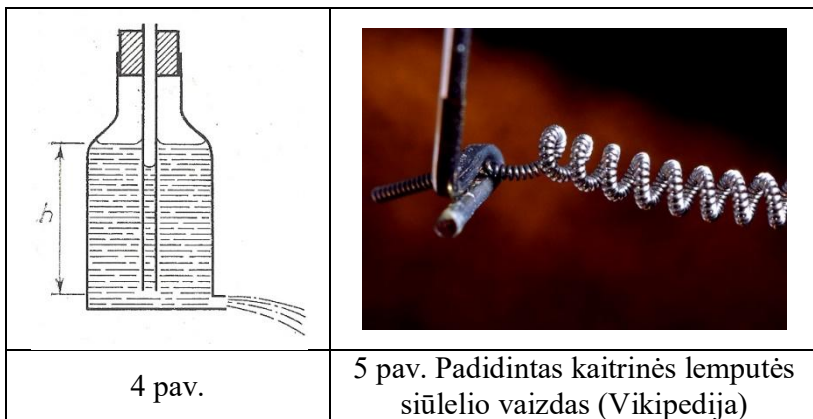 h
4 pav.
5 pav. Padidintas kaitrinės lemputės
siūlelio vaizdas (Vikipedija)